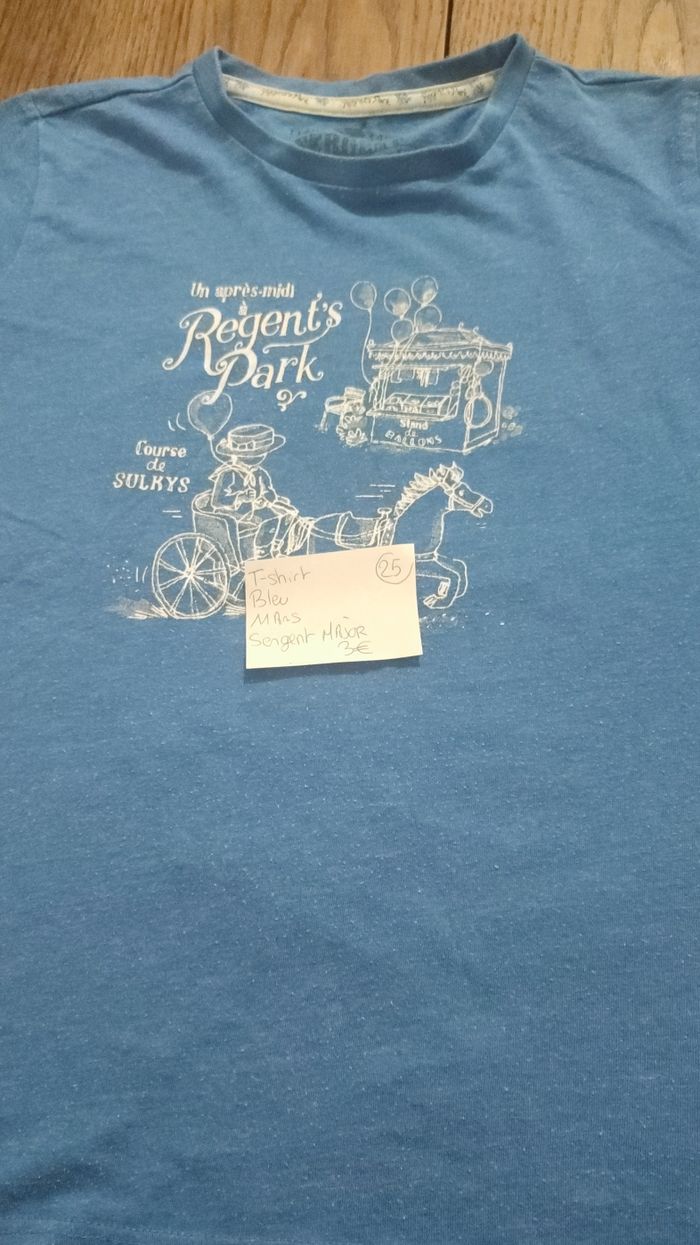 Un après-midi
à
Regent's
Park
Stand
de
BALLONS
Course
de
SULKYS
T-shirt 25
Bleu
11 Ans
Sergent MAJOR
3€